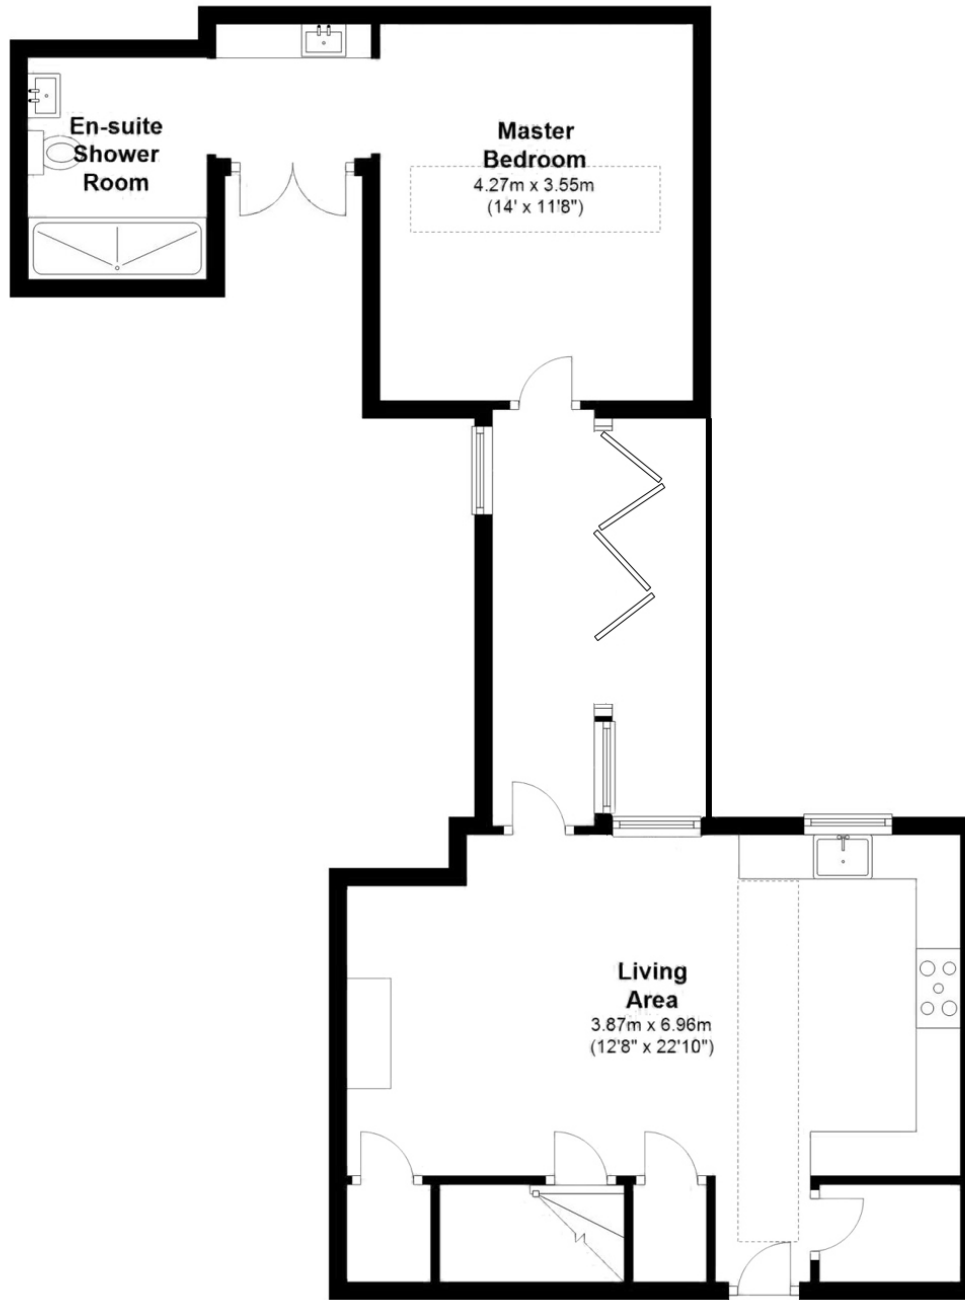 En-suite
Shower
Room
Master
Bedroom
4.27m x 3.55m
(14' x 11'8")
Living
Area
3.87m x 6.96m
(12'8" x 22'10")